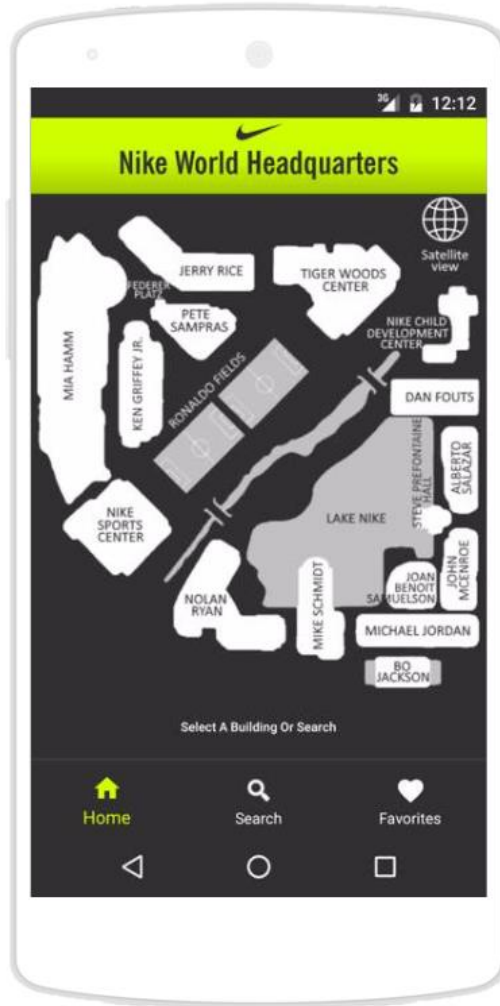 3G 12:12
Nike World Headquarters
Satellite
view
JERRY RICE
TIGER WOODS
CENTER
FEDERER
PLATZ
PETE
SAMPRAS
NIKE CHILD
DEVELOPMENT
CENTER
MIA HAMM
KEN GRIFFEY JR.
RONALDO FIELDS
DAN FOUTS
STEVE PREFONTAINE
HALL
ALBERTO
SALAZAR
NIKE
SPORTS
CENTER
LAKE NIKE
JOHN
MCENROE
JOAN
BENOIT
SAMUELSON
NOLAN
RYAN
MIKE SCHMIDT
MICHAEL JORDAN
BO
JACKSON
Select A Building Or Search
Home
Search
Favorites